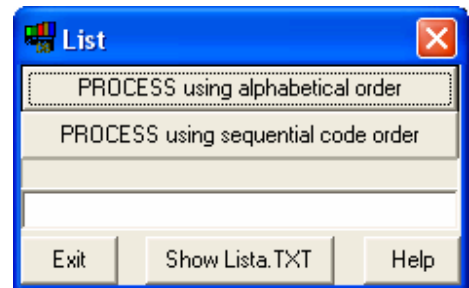 List
PROCESS using alphabetical order
PROCESS using sequential code order
Exit Show Lista.TXT Help